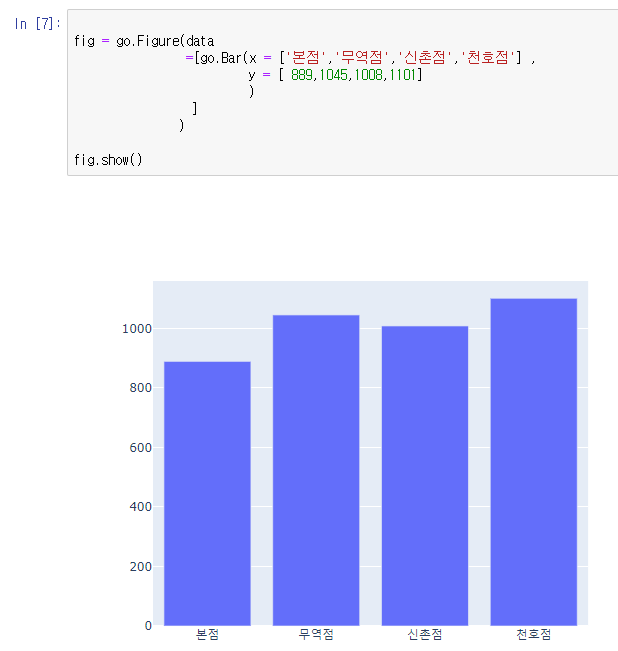 In [7]:
fig = go.Figure(data
=[go.Bar(x = ['본점','무역점','신촌점','천호점'] ,
y = [ 889,1045,1008,1101]
)
]
)
fig.show()
1000
800
600
400
200
0
본점 무역점 신촌점 천호점